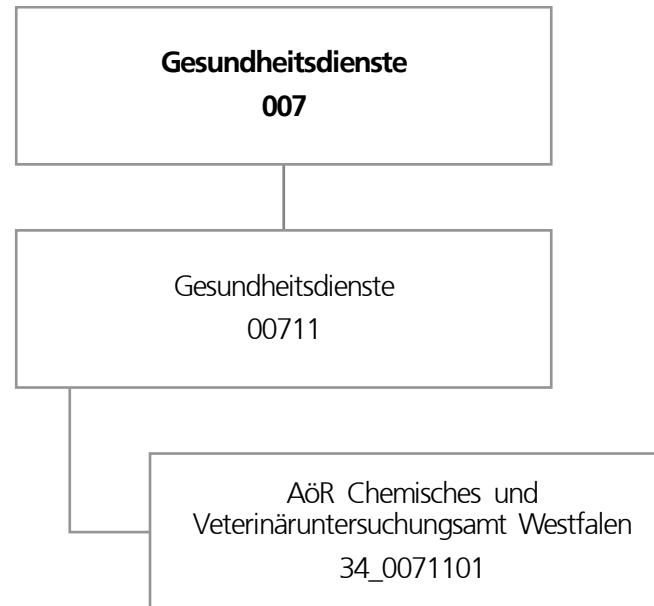 Gesundheitsdienste
007
Gesundheitsdienste
00711
AöR Chemisches und
Veterinäruntersuchungsamt Westfalen
34_0071101